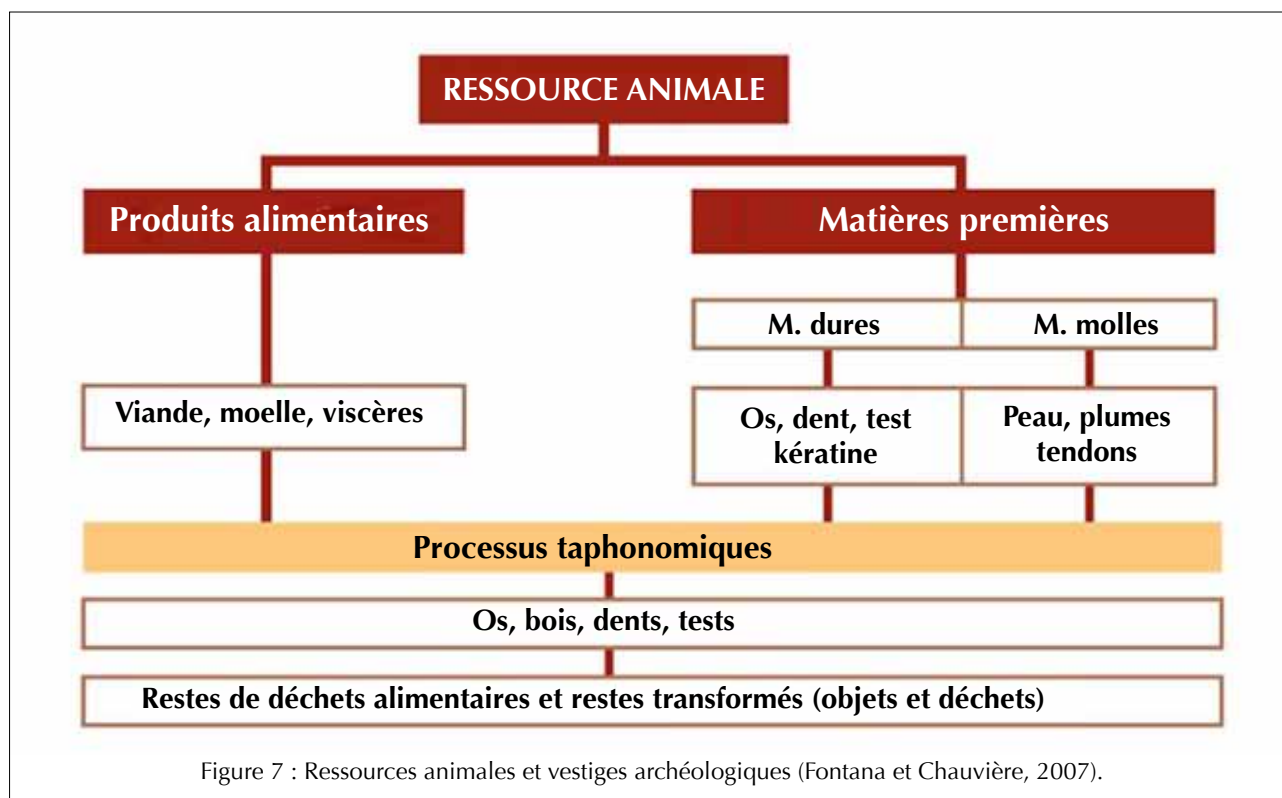 RESSOURCE ANIMALE
Produits alimentaires
Matières premières
M. dures
M. molles
Viande, moelle, viscères
Os, dent, test
kératine
Peau, plumes
tendons
Processus taphonomiques
Os, bois, dents, tests
Restes de déchets alimentaires et restes transformés (objets et déchets)
Figure 7 : Ressources animales et vestiges archéologiques (Fontana et Chauvière, 2007).